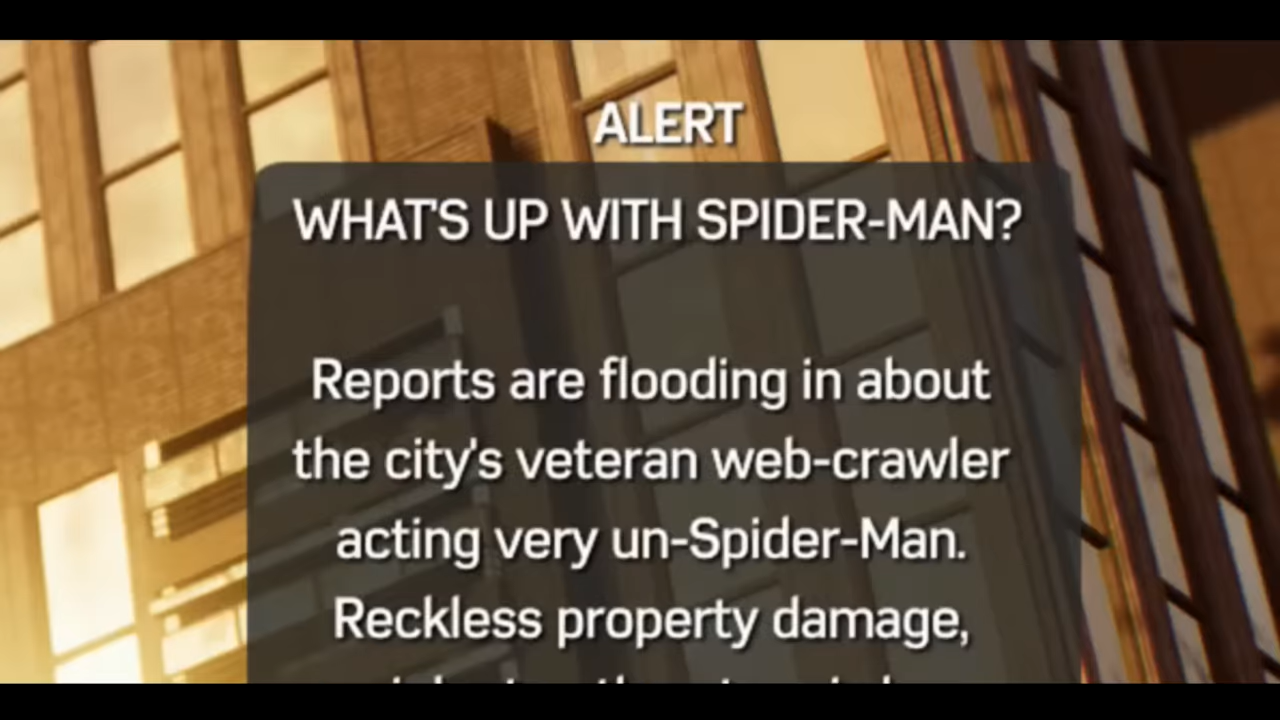 ALERT
WHAT'S UP WITH SPIDER-MAN?
Reports are flooding in about
the city's veteran web-crawler
acting very un-Spider-Man.
Reckless property damage,